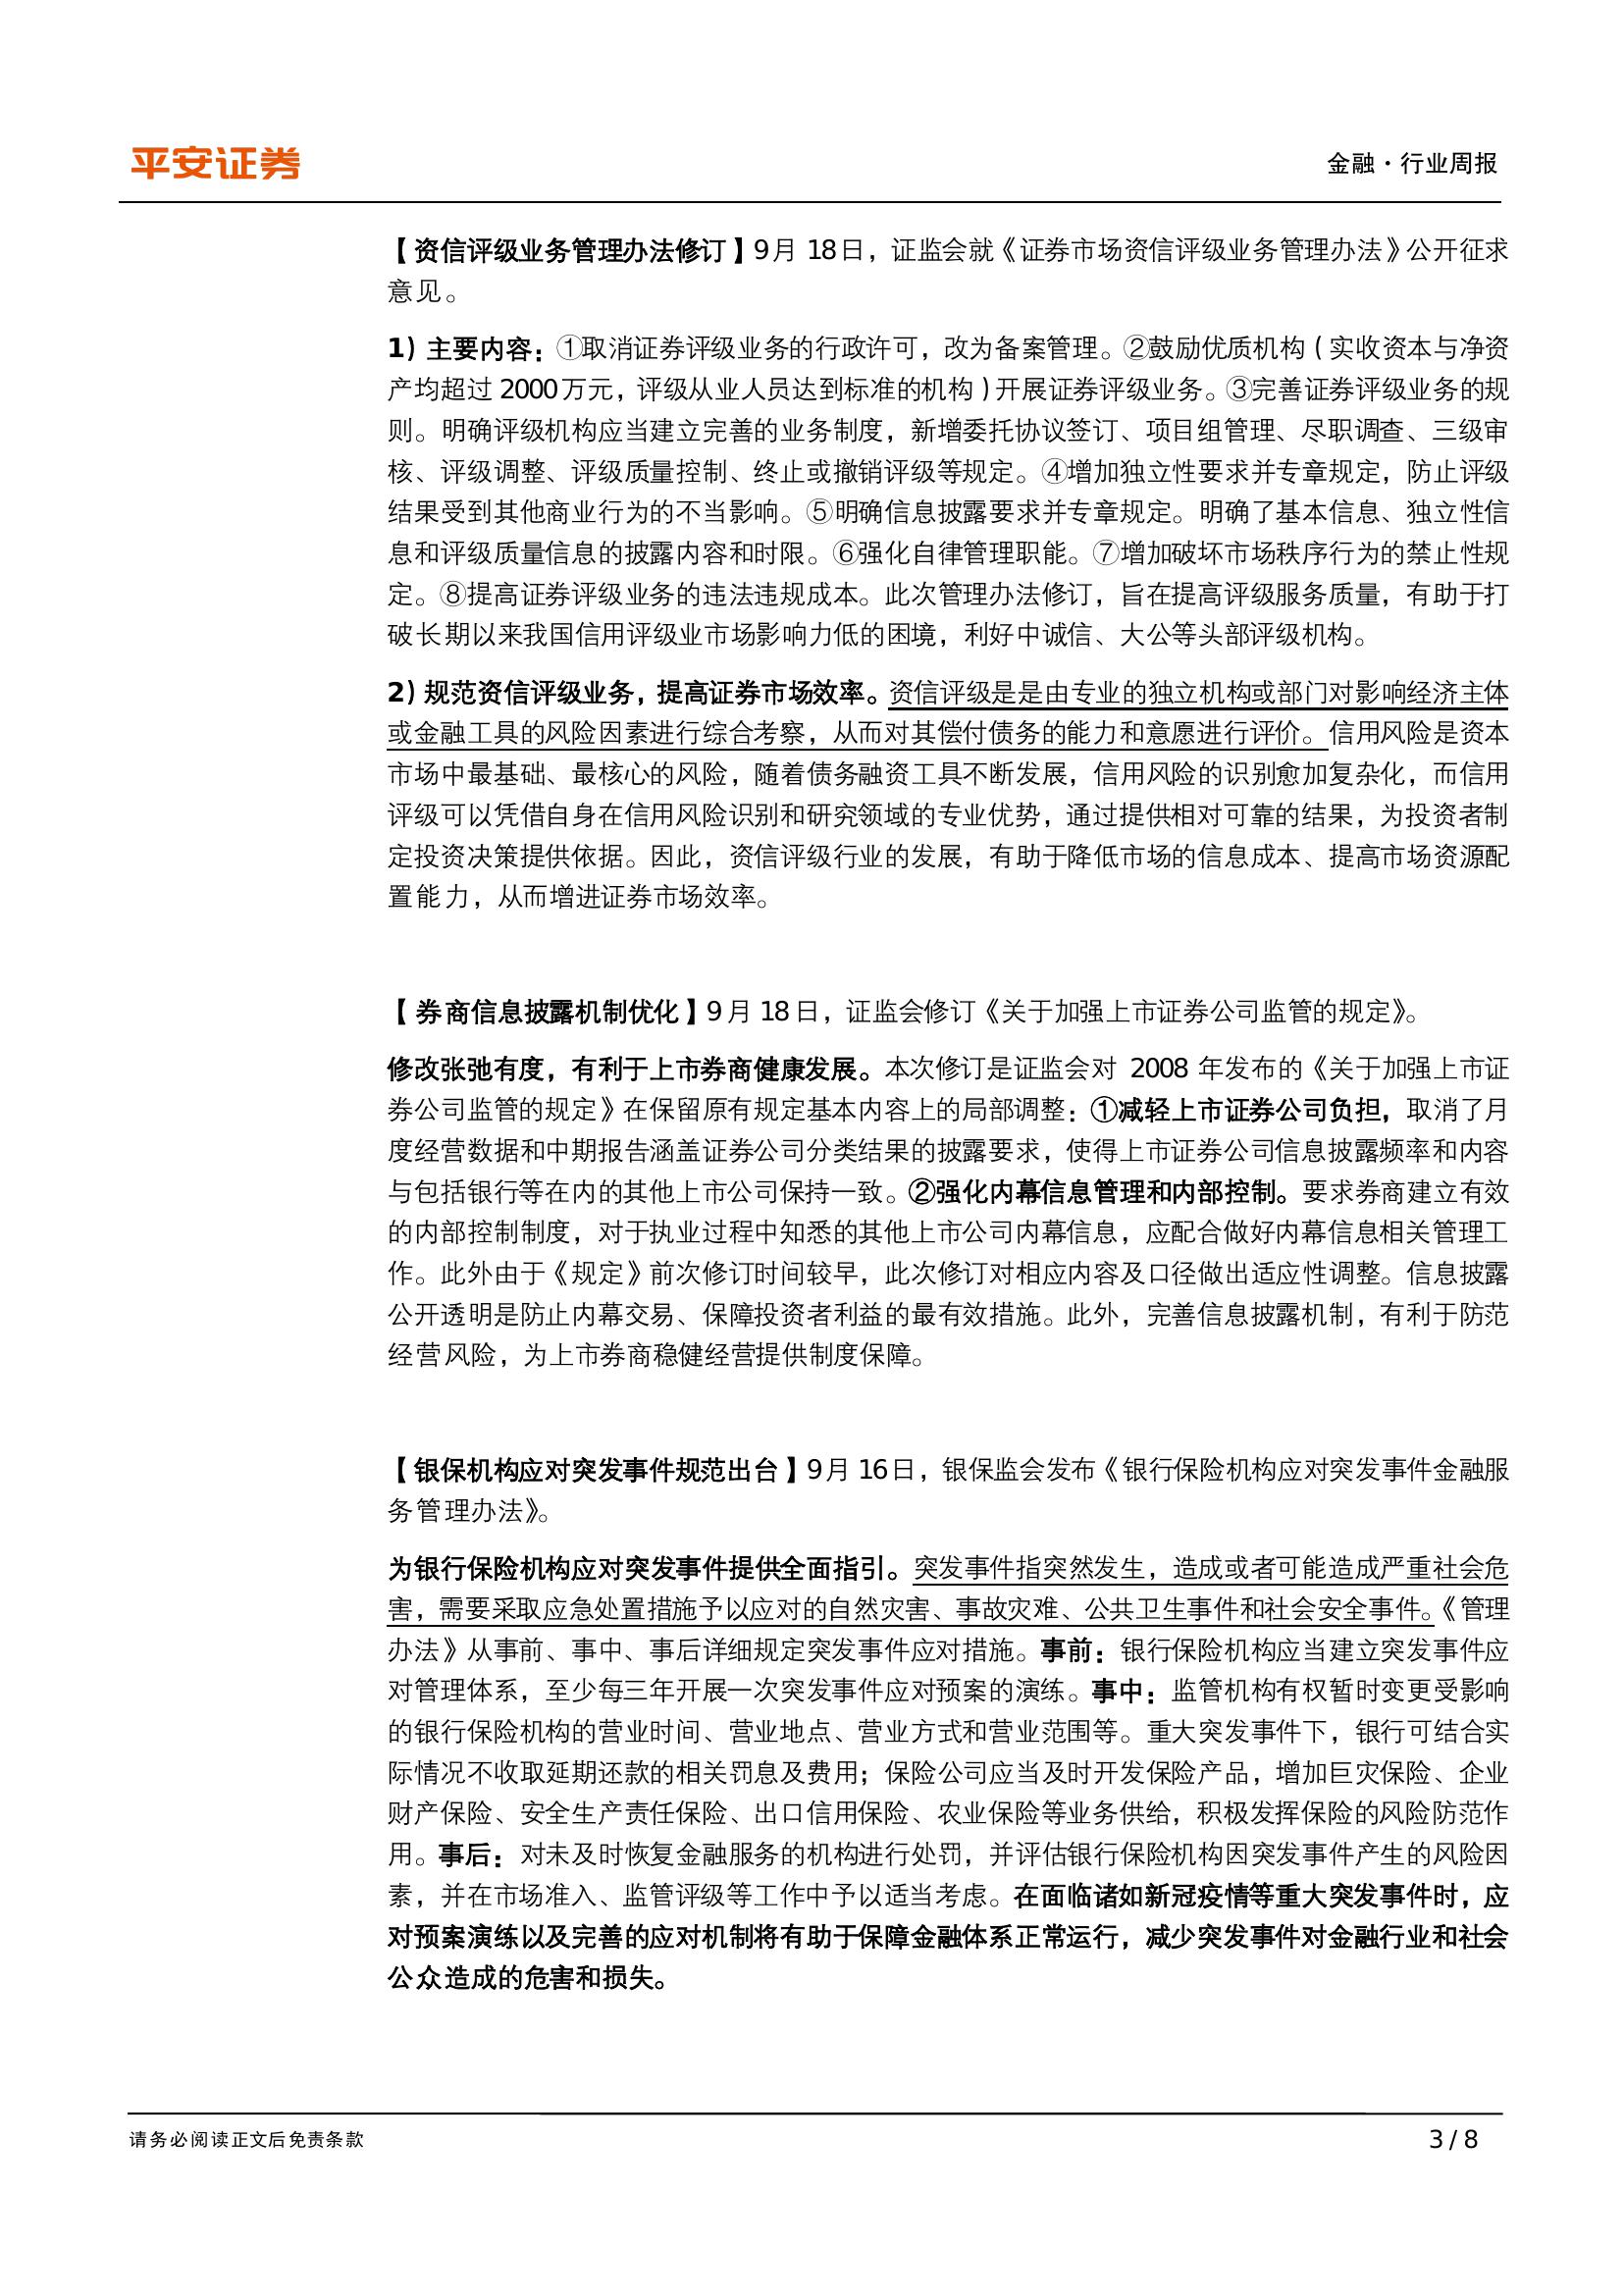 平安证券
金融·行业周报
【资信评级业务管理办法修订】9月 18日，证监会就《证券市场资信评级业务管理办法》公开征求
意见。
1）主要内容：①取消证券评级业务的行政许可，改为备案管理。②鼓励优质机构（实收资本与净资
产均超过 2000万元，评级从业人员达到标准的机构）开展证券评级业务。③完善证券评级业务的规
则。明确评级机构应当建立完善的业务制度，新增委托协议签订、项目组管理、尽职调查、三级审
核、评级调整、评级质量控制、终止或撤销评级等规定。④增加独立性要求并专章规定，防止评级
结果受到其他商业行为的不当影响。⑤明确信息披露要求并专章规定。明确了基本信息、独立性信
息和评级质量信息的披露内容和时限。⑥强化自律管理职能。⑦增加破坏市场秩序行为的禁止性规
定。⑧提高证券评级业务的违法违规成本。此次管理办法修订，旨在提高评级服务质量，有助于打
破长期以来我国信用评级业市场影响力低的困境，利好中诚信、大公等头部评级机构。
2）规范资信评级业务，提高证券市场效率。资信评级是是由专业的独立机构或部门对影响经济主体
或金融工具的风险因素进行综合考察，从而对其偿付债务的能力和意愿进行评价。信用风险是资本
市场中最基础、最核心的风险，随着债务融资工具不断发展，信用风险的识别愈加复杂化，而信用
评级可以凭借自身在信用风险识别和研究领域的专业优势，通过提供相对可靠的结果，为投资者制
定投资决策提供依据。因此，资信评级行业的发展，有助于降低市场的信息成本、提高市场资源配
置能力，从而增进证券市场效率。
【券商信息披露机制优化】9月 18日，证监会修订《关于加强上市证券公司监管的规定》。
修改张弛有度，有利于上市券商健康发展。本次修订是证监会对 2008 年发布的《关于加强上市证
券公司监管的规定》在保留原有规定基本内容上的局部调整：①减轻上市证券公司负担，取消了月
度经营数据和中期报告涵盖证券公司分类结果的披露要求，使得上市证券公司信息披露频率和内容
与包括银行等在内的其他上市公司保持一致。②强化内幕信息管理和内部控制。要求券商建立有效
的内部控制制度，对于执业过程中知悉的其他上市公司内幕信息，应配合做好内幕信息相关管理工
作。此外由于《规定》前次修订时间较早，此次修订对相应内容及口径做出适应性调整。信息披露
公开透明是防止内幕交易、保障投资者利益的最有效措施。此外，完善信息披露机制，有利于防范
经营风险，为上市券商稳健经营提供制度保障。
【银保机构应对突发事件规范出台】9月 16日，银保监会发布《银行保险机构应对突发事件金融服
务管理办法》。
为银行保险机构应对突发事件提供全面指引。突发事件指突然发生，造成或者可能造成严重社会危
害，需要采取应急处置措施予以应对的自然灾害、事故灾难、公共卫生事件和社会安全事件。《管理
办法》从事前、事中、事后详细规定突发事件应对措施。事前：银行保险机构应当建立突发事件应
对管理体系，至少每三年开展一次突发事件应对预案的演练。事中：监管机构有权暂时变更受影响
的银行保险机构的营业时间、营业地点、营业方式和营业范围等。重大突发事件下，银行可结合实
际情况不收取延期还款的相关罚息及费用；保险公司应当及时开发保险产品，增加巨灾保险、企业
财产保险、安全生产责任保险、出口信用保险、农业保险等业务供给，积极发挥保险的风险防范作
用。事后：对未及时恢复金融服务的机构进行处罚，并评估银行保险机构因突发事件产生的风险因
素，并在市场准入、监管评级等工作中予以适当考虑。在面临诸如新冠疫情等重大突发事件时，应
对预案演练以及完善的应对机制将有助于保障金融体系正常运行，减少突发事件对金融行业和社会
公众造成的危害和损失。
请务必阅读正文后免责条款
3 / 8